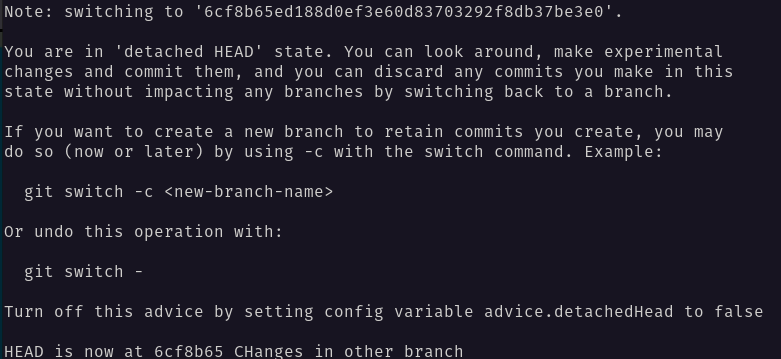 Note: switching to '6cf8b65ed188d0ef3e60d83703292f8db37be3e0'.
You are in 'detached HEAD' state. You can look around, make experimental
changes and commit them, and you can discard any commits you make in this
state without impacting any branches by switching back to a branch.
If you want to create a new branch to retain commits you create, you may
do so (now or later) by using -c with the switch command. Example:
git switch -c <new-branch-name>
Or undo this operation with:
git switch -
Turn off this advice by setting config variable advice.detachedHead to false
HEAD is now at 6cf8b65 CHanges in other branch